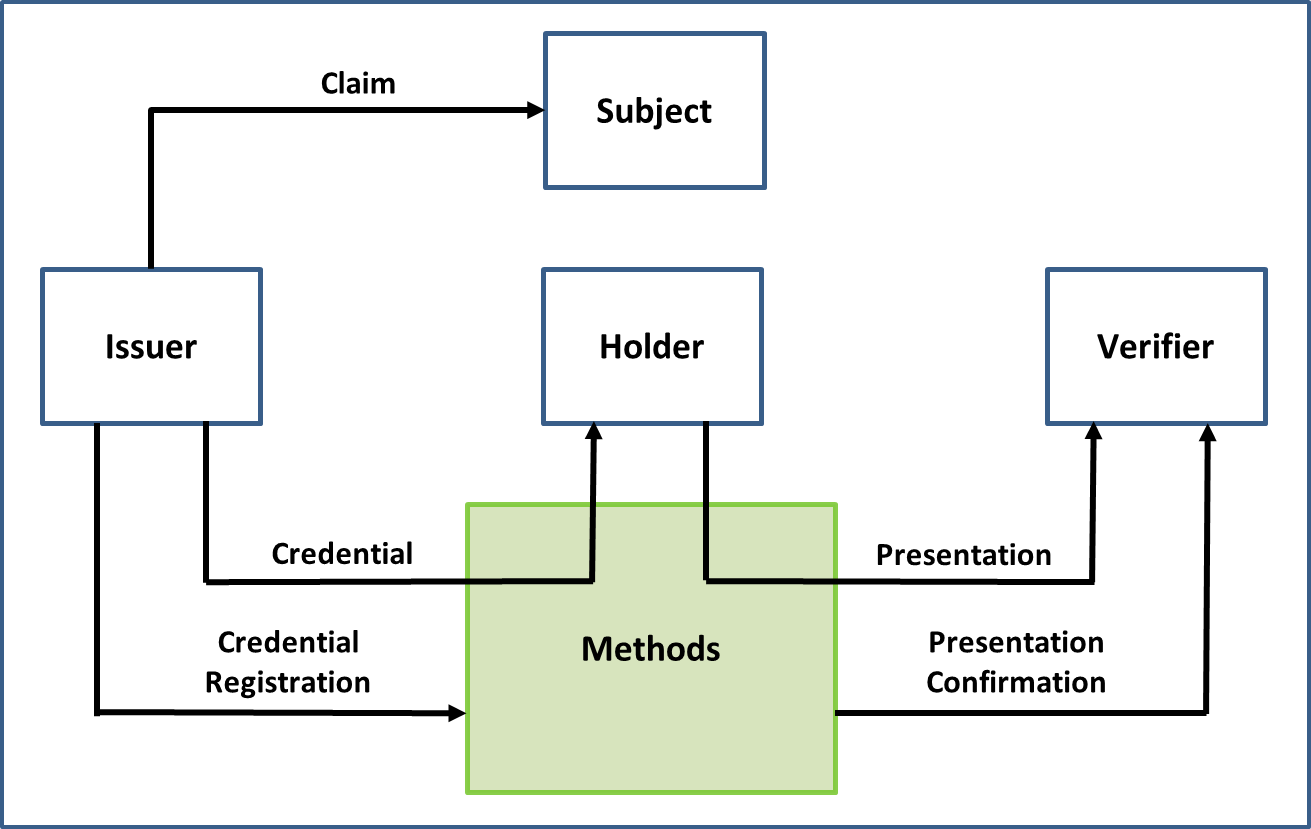 Claim
Subject
Issuer
Holder
Verifier
Credential
Presentation
Credential
Registration
Methods
Presentation
Confirmation